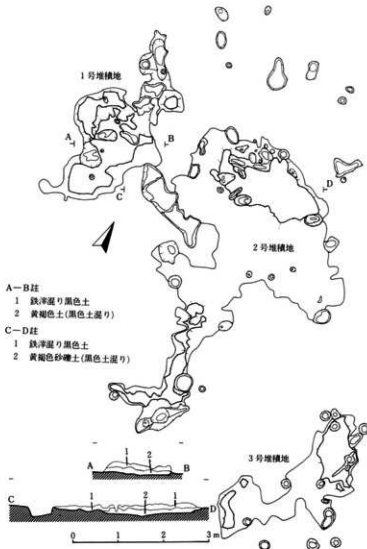 1号堆積地
A
B
C
D
2号堆積地
A—B註
1 鉄滓混り黒色土
2 黄褐色土(黒色土混り)
C—D註
1 鉄滓混り黒色土
2 黄褐色砂礫土(黒色土混り)
3号堆積地
1 2
A B
C 1 2 1 D
0 1 2 3m